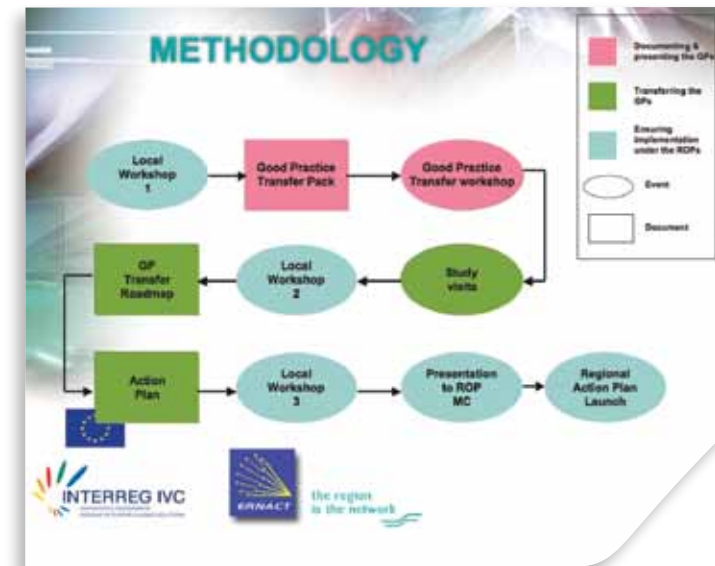 METHODOLOGY
Documenting &
presenting the GPs
Transferring the
GPs
Ensuring
implementation
under the ROPs
Event
Document
Local
Workshop
1
Good Practice
Transfer Pack
Good Practice
Transfer workshop
GP
Transfer
Roadmap
Local
Workshop
2
Study
visits
Action
Plan
Local
Workshop
3
Presentation
to ROP
MC
Regional
Action Plan
Launch
INTERREG IVC
ERNACT
the region
is the network